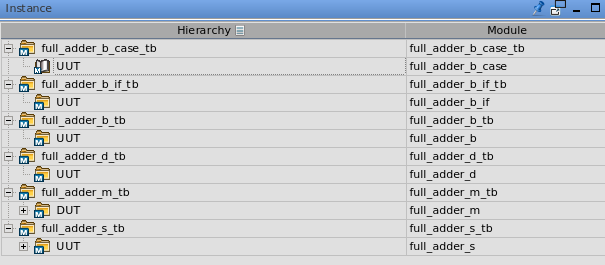 Instance
Hierarchy Module
full_adder_b_case_tb full_adder_b_case_tb
UUT full_adder_b_case
full_adder_b_if_tb full_adder_b_if_tb
UUT full_adder_b_if
full_adder_b_tb full_adder_b_tb
UUT full_adder_b
full_adder_d_tb full_adder_d_tb
UUT full_adder_d
full_adder_m_tb full_adder_m_tb
DUT full_adder_m
full_adder_s_tb full_adder_s_tb
UUT full_adder_s